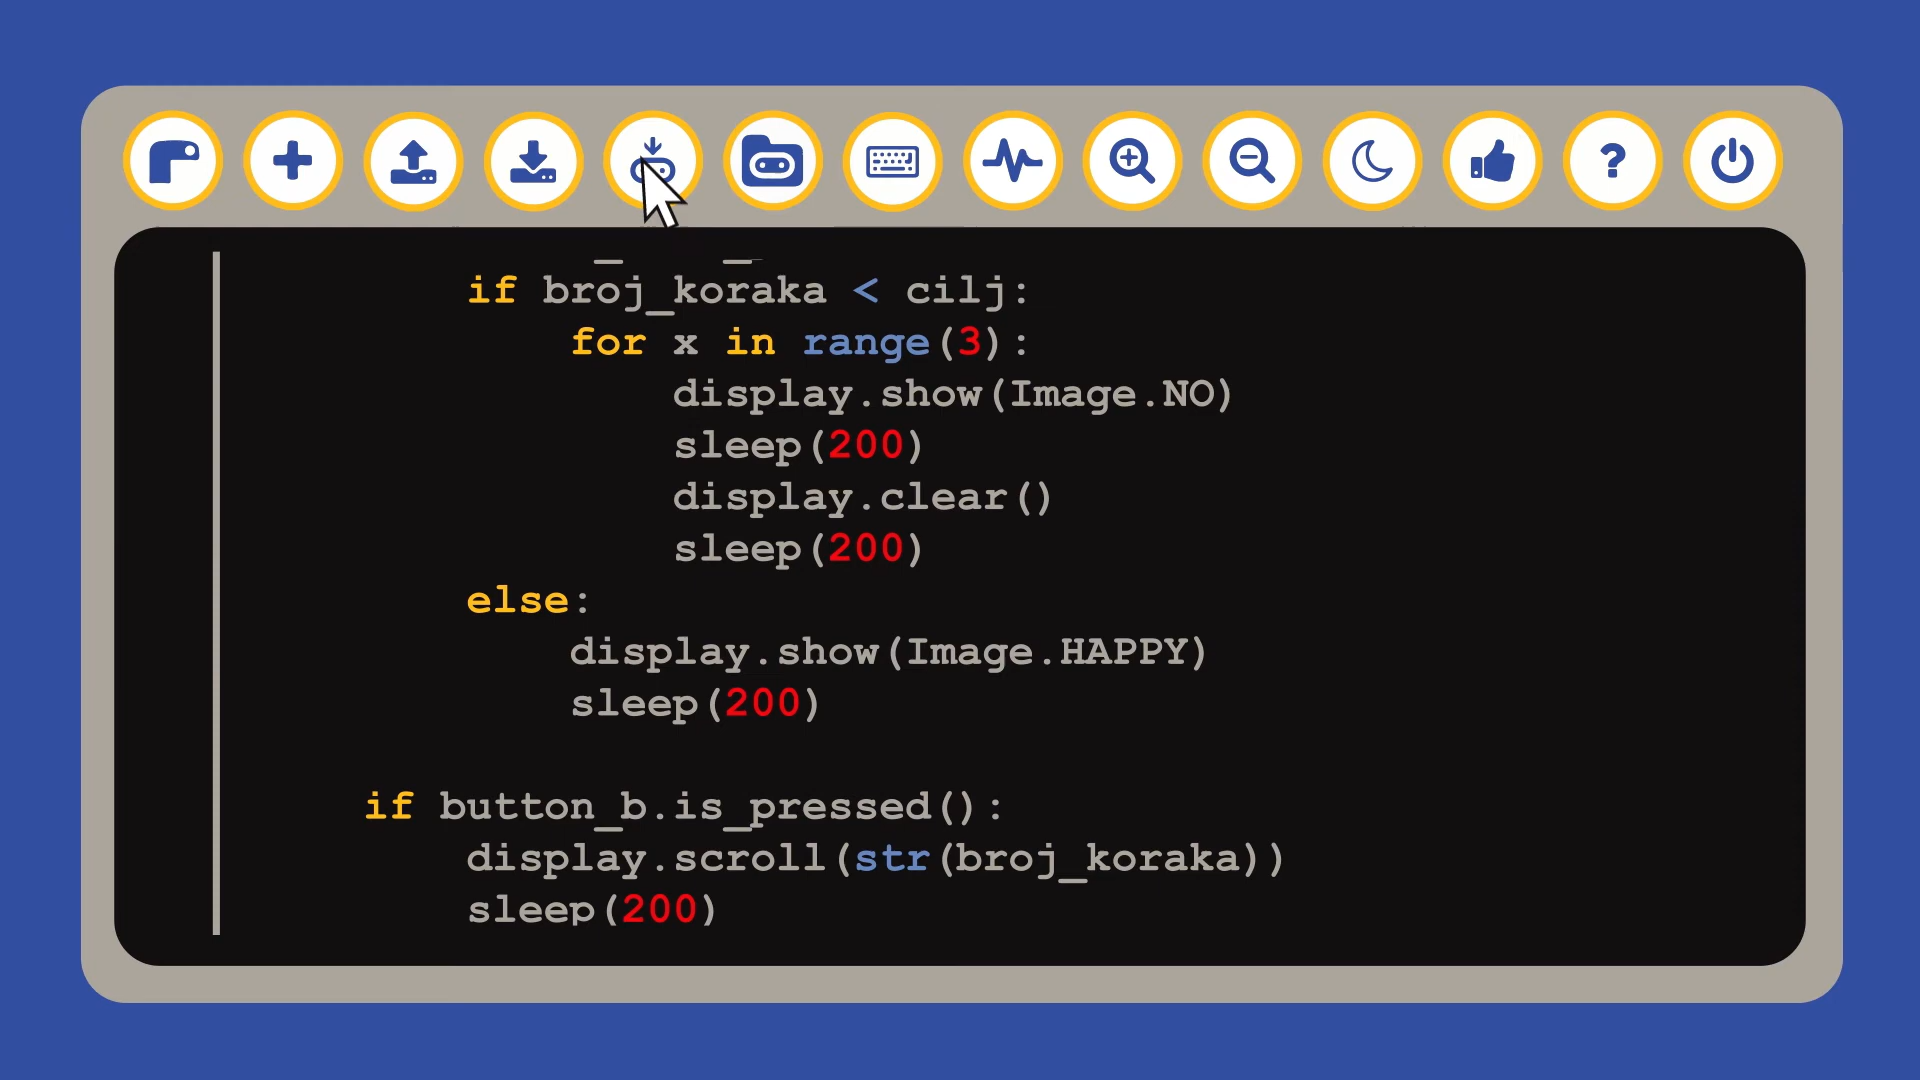 if broj_koraka < cilj:
for x in range(3):
display.show(Image.NO)
sleep(200)
display.clear()
sleep(200)
else:
display.show(Image.HAPPY)
sleep(200)
if button_b.is_pressed():
display.scroll(str(broj_koraka))
sleep(200)